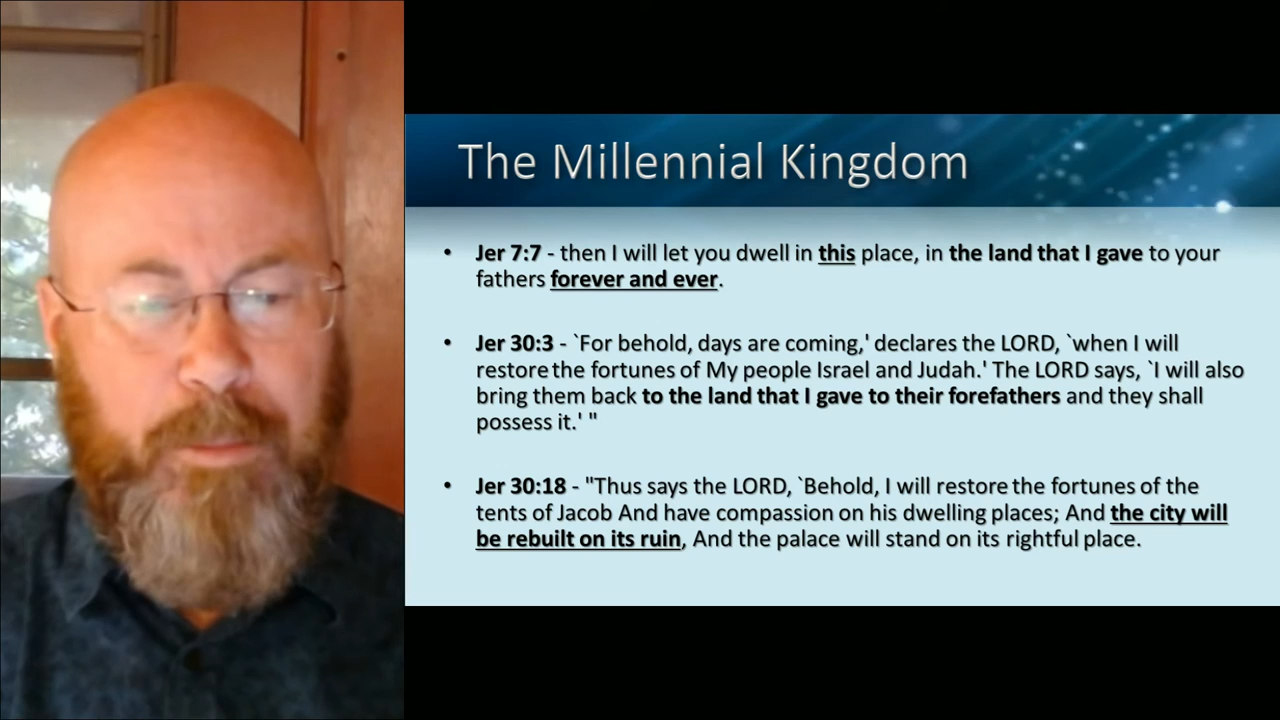 The Millennial Kingdom
• Jer 7:7 - then I will let you dwell in this place, in the land that I gave to your
fathers forever and ever.
• Jer 30:3 - `For behold, days are coming,' declares the LORD, `when I will
restore the fortunes of My people Israel and Judah.' The LORD says, `I will also
bring them back to the land that I gave to their forefathers and they shall
possess it.' "
• Jer 30:18 - "Thus says the LORD, `Behold, I will restore the fortunes of the
tents of Jacob And have compassion on his dwelling places; And the city will
be rebuilt on its ruin, And the palace will stand on its rightful place.